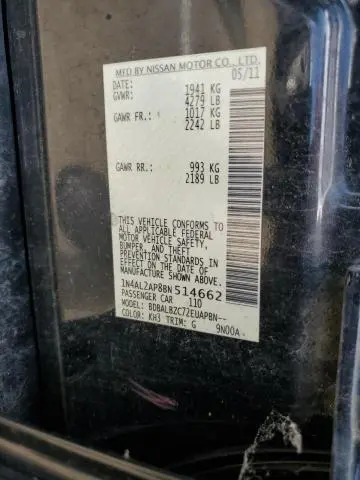 MFD BY NISSAN MOTOR CO., LTD.
DATE: 05/11
GVWR: 1941 KG
4279 LB
GAWR FR.: 1017 KG
2242 LB
GAWR RR.: 993 KG
2189 LB
THIS VEHICLE CONFORMS TO
ALL APPLICABLE FEDERAL
MOTOR VEHICLE SAFETY,
BUMPER, AND THEFT
PREVENTION STANDARDS IN
EFFECT ON THE DATE OF
MANUFACTURE SHOWN ABOVE.
1N4AL2AP8BN514662
PASSENGER CAR 110
MODEL: BDBALBZC72EUAPBN--
COLOR: KH3 TRIM: G 9N00A